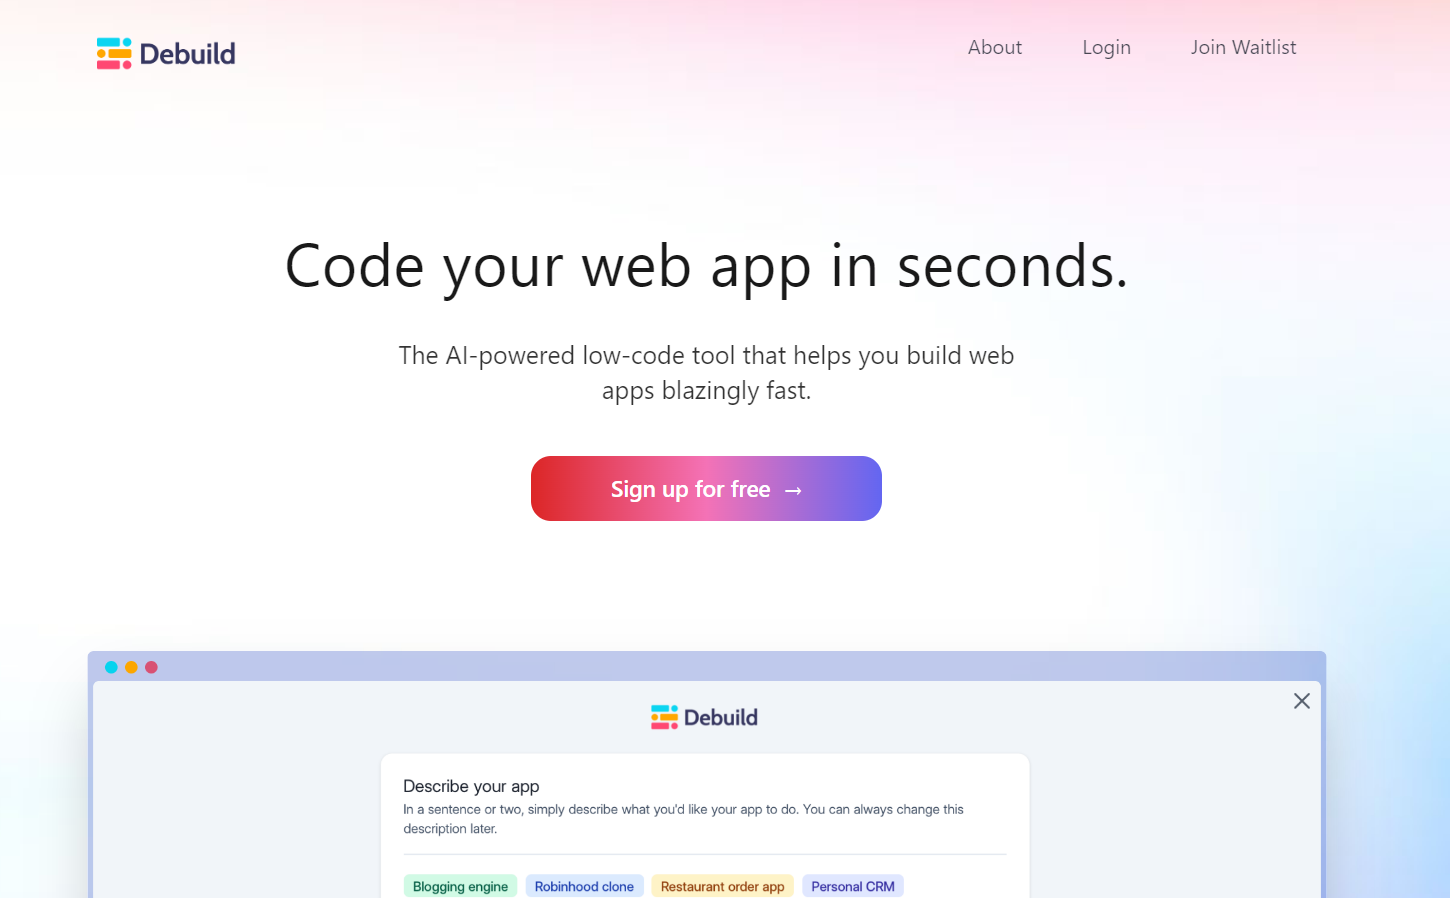 Debuild
About
Login
Join Waitlist
Code your web app in seconds.
The AI-powered low-code tool that helps you build web
apps blazingly fast.
Sign up for free →
Debuild
Describe your app
In a sentence or two, simply describe what you'd like your app to do. You can always change this
description later.
Blogging engine
Robinhood clone
Restaurant order app
Personal CRM